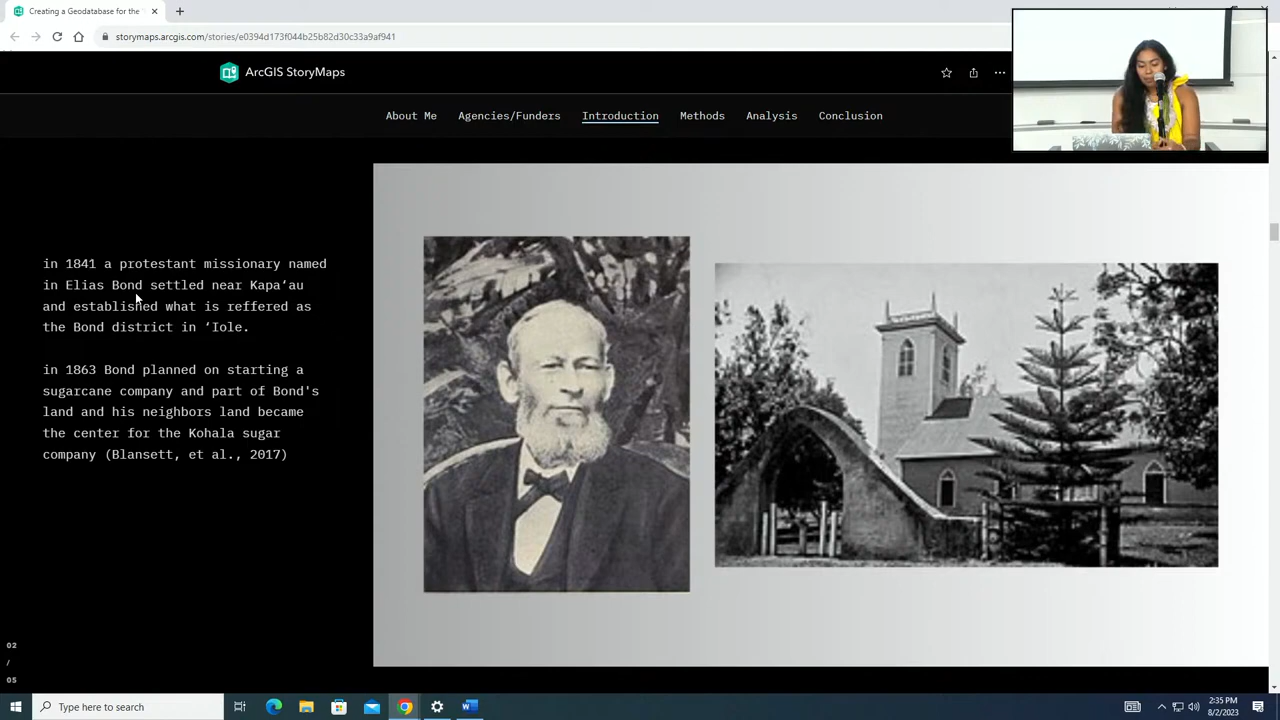 Creating a Geodatabase for the
storymaps.arcgis.com/stories/e0394d173f044b25b82d30c33a9af941
ArcGIS StoryMaps
About Me Agencies/Funders Introduction Methods Analysis Conclusion
in 1841 a protestant missionary named
in Elias Bond settled near Kapaʻau
and established what is reffered as
the Bond district in ʻIole.
in 1863 Bond planned on starting a
sugarcane company and part of Bond's
land and his neighbors land became
the center for the Kohala sugar
company (Blansett, et al., 2017)
02
/
05
Type here to search
2:35 PM
8/2/2023